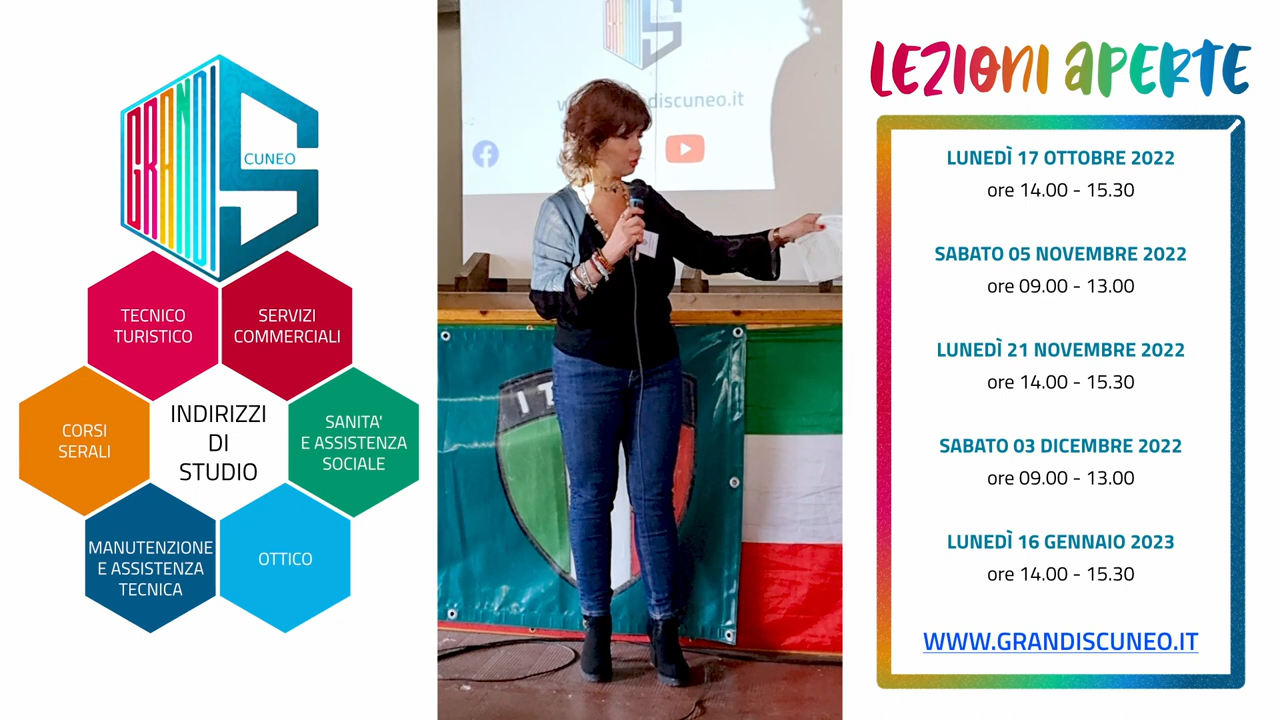 GRANDI
S
CUNEO
TECNICO
TURISTICO
SERVIZI
COMMERCIALI
CORSI
SERALI
INDIRIZZI
DI
STUDIO
SANITA'
E ASSISTENZA
SOCIALE
MANUTENZIONE
E ASSISTENZA
TECNICA
OTTICO
ndiscuneo.it
IT
LEZIONI APERTE
LUNEDÌ 17 OTTOBRE 2022
ore 14.00 - 15.30
SABATO 05 NOVEMBRE 2022
ore 09.00 - 13.00
LUNEDÌ 21 NOVEMBRE 2022
ore 14.00 - 15.30
SABATO 03 DICEMBRE 2022
ore 09.00 - 13.00
LUNEDÌ 16 GENNAIO 2023
ore 14.00 - 15.30
WWW.GRANDISCUNEO.IT